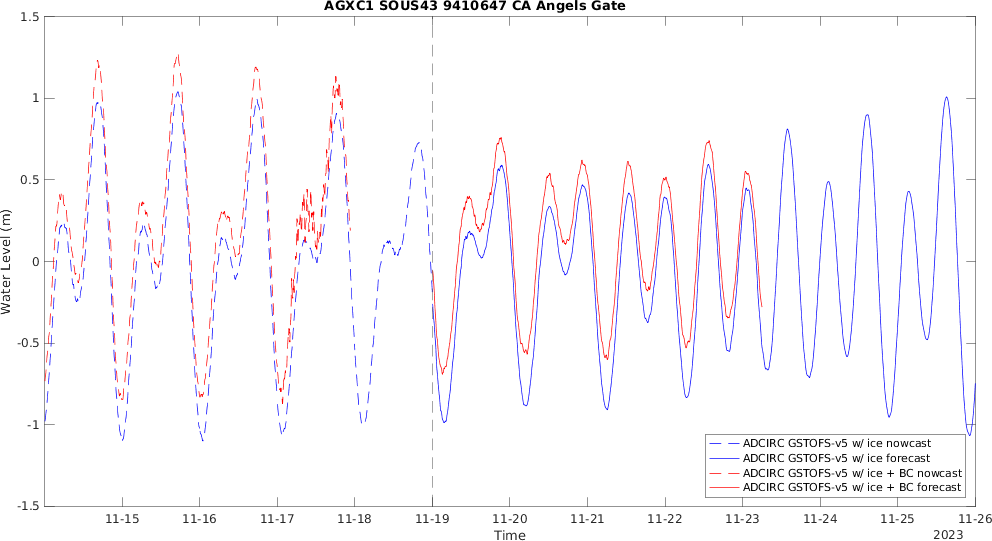 AGXC1 SOUS43 9410647 CA Angels Gate
1.5
1
0.5
0
-0.5
-1
-1.5
Water Level (m)
ADCIRC GSTOFS-v5 w/ ice nowcast
ADCIRC GSTOFS-v5 w/ ice forecast
ADCIRC GSTOFS-v5 w/ ice + BC nowcast
ADCIRC GSTOFS-v5 w/ ice + BC forecast
11-15 11-16 11-17 11-18 11-19 11-20 11-21 11-22 11-23 11-24 11-25 11-26
Time
2023